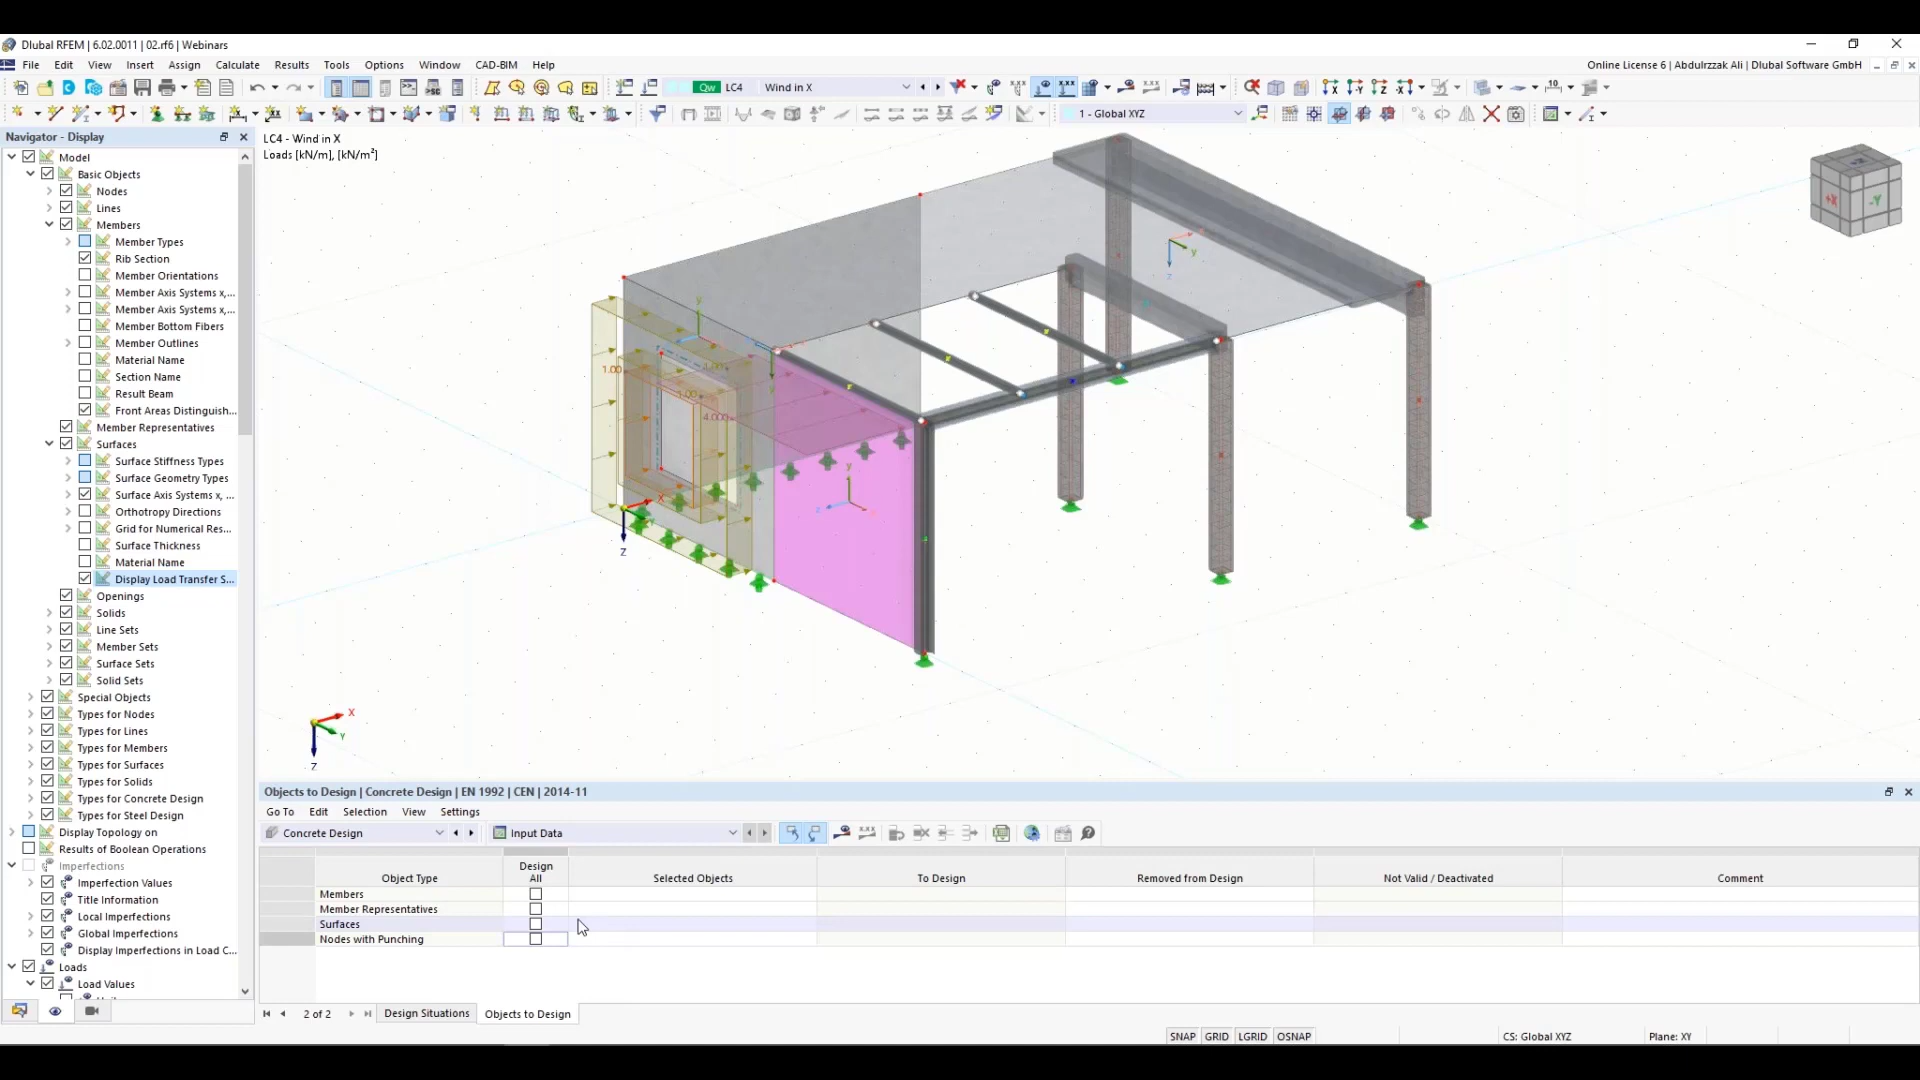 Dlubal RFEM | 6.02.0011 | 02.rf6 | Webinars
File Edit View Insert Assign Calculate Results Tools Options Window CAD-BIM Help
Online License 6 | Abdulrzzak Ali | Dlubal Software GmbH
Qw LC4 Wind in X
1 - Global XYZ
Navigator - Display
Model
Basic Objects
Nodes
Lines
Members
Member Types
Rib Section
Member Orientations
Member Axis Systems x,...
Member Axis Systems x,...
Member Bottom Fibers
Member Outlines
Material Name
Section Name
Result Beam
Front Areas Distinguish...
Member Representatives
Surfaces
Surface Stiffness Types
Surface Geometry Types
Surface Axis Systems x, ...
Orthotropy Directions
Grid for Numerical Res...
Surface Thickness
Material Name
Display Load Transfer S...
Openings
Solids
Line Sets
Member Sets
Surface Sets
Solid Sets
Special Objects
Types for Nodes
Types for Lines
Types for Members
Types for Surfaces
Types for Solids
Types for Concrete Design
Types for Steel Design
Display Topology on
Results of Boolean Operations
Imperfections
Imperfection Values
Title Information
Local Imperfections
Global Imperfections
Display Imperfections in Load C...
Loads
Load Values
LC4 - Wind in X
Loads [kN/m], [kN/m²]
1.00
4.000
X
Y
Z
+X
-Y
Objects to Design | Concrete Design | EN 1992 | CEN | 2014-11
Go To Edit Selection View Settings
Concrete Design
Input Data
Object Type
Design All
Selected Objects
To Design
Removed from Design
Not Valid / Deactivated
Comment
Members
Member Representatives
Surfaces
Nodes with Punching
2 of 2
Design Situations
Objects to Design
SNAP GRID LGRID OSNAP
CS: Global XYZ
Plane: XY